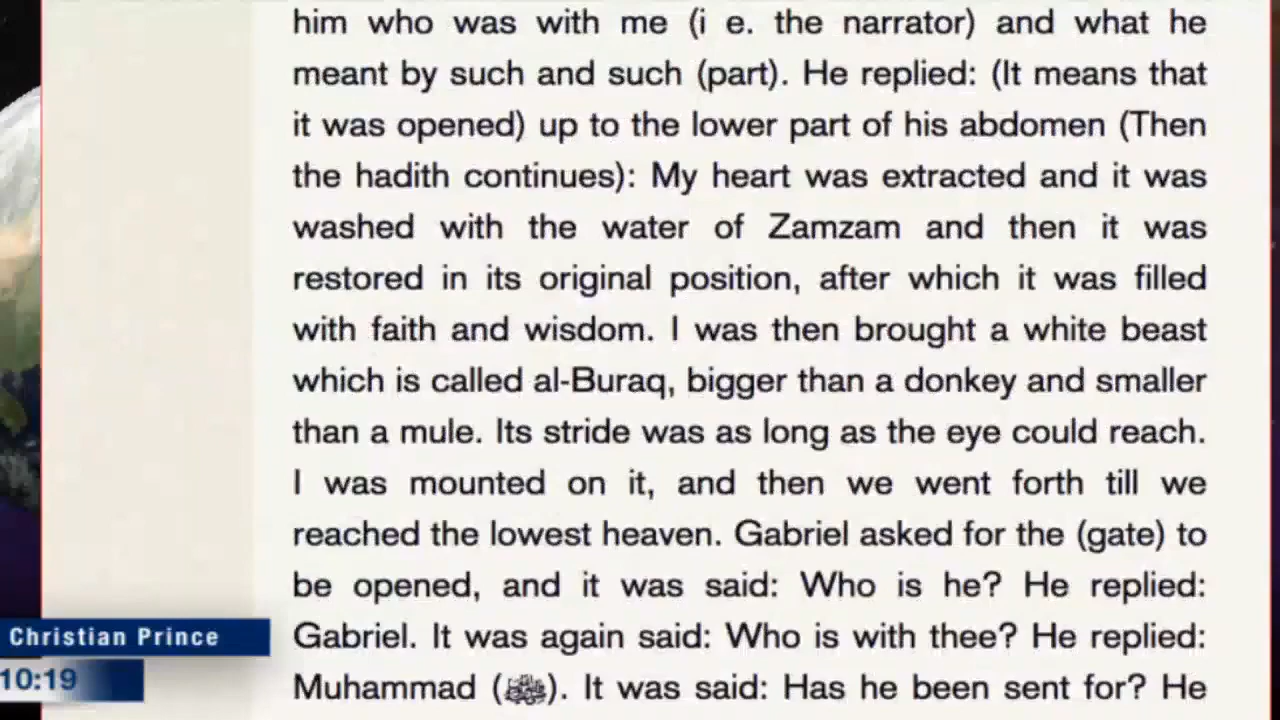 him who was with me (i e. the narrator) and what he
meant by such and such (part). He replied: (It means that
it was opened) up to the lower part of his abdomen (Then
the hadith continues): My heart was extracted and it was
washed with the water of Zamzam and then it was
restored in its original position, after which it was filled
with faith and wisdom. I was then brought a white beast
which is called al-Buraq, bigger than a donkey and smaller
than a mule. Its stride was as long as the eye could reach.
I was mounted on it, and then we went forth till we
reached the lowest heaven. Gabriel asked for the (gate) to
be opened, and it was said: Who is he? He replied:
Gabriel. It was again said: Who is with thee? He replied:
Muhammad (ﷺ). It was said: Has he been sent for? He
Christian Prince
10:19